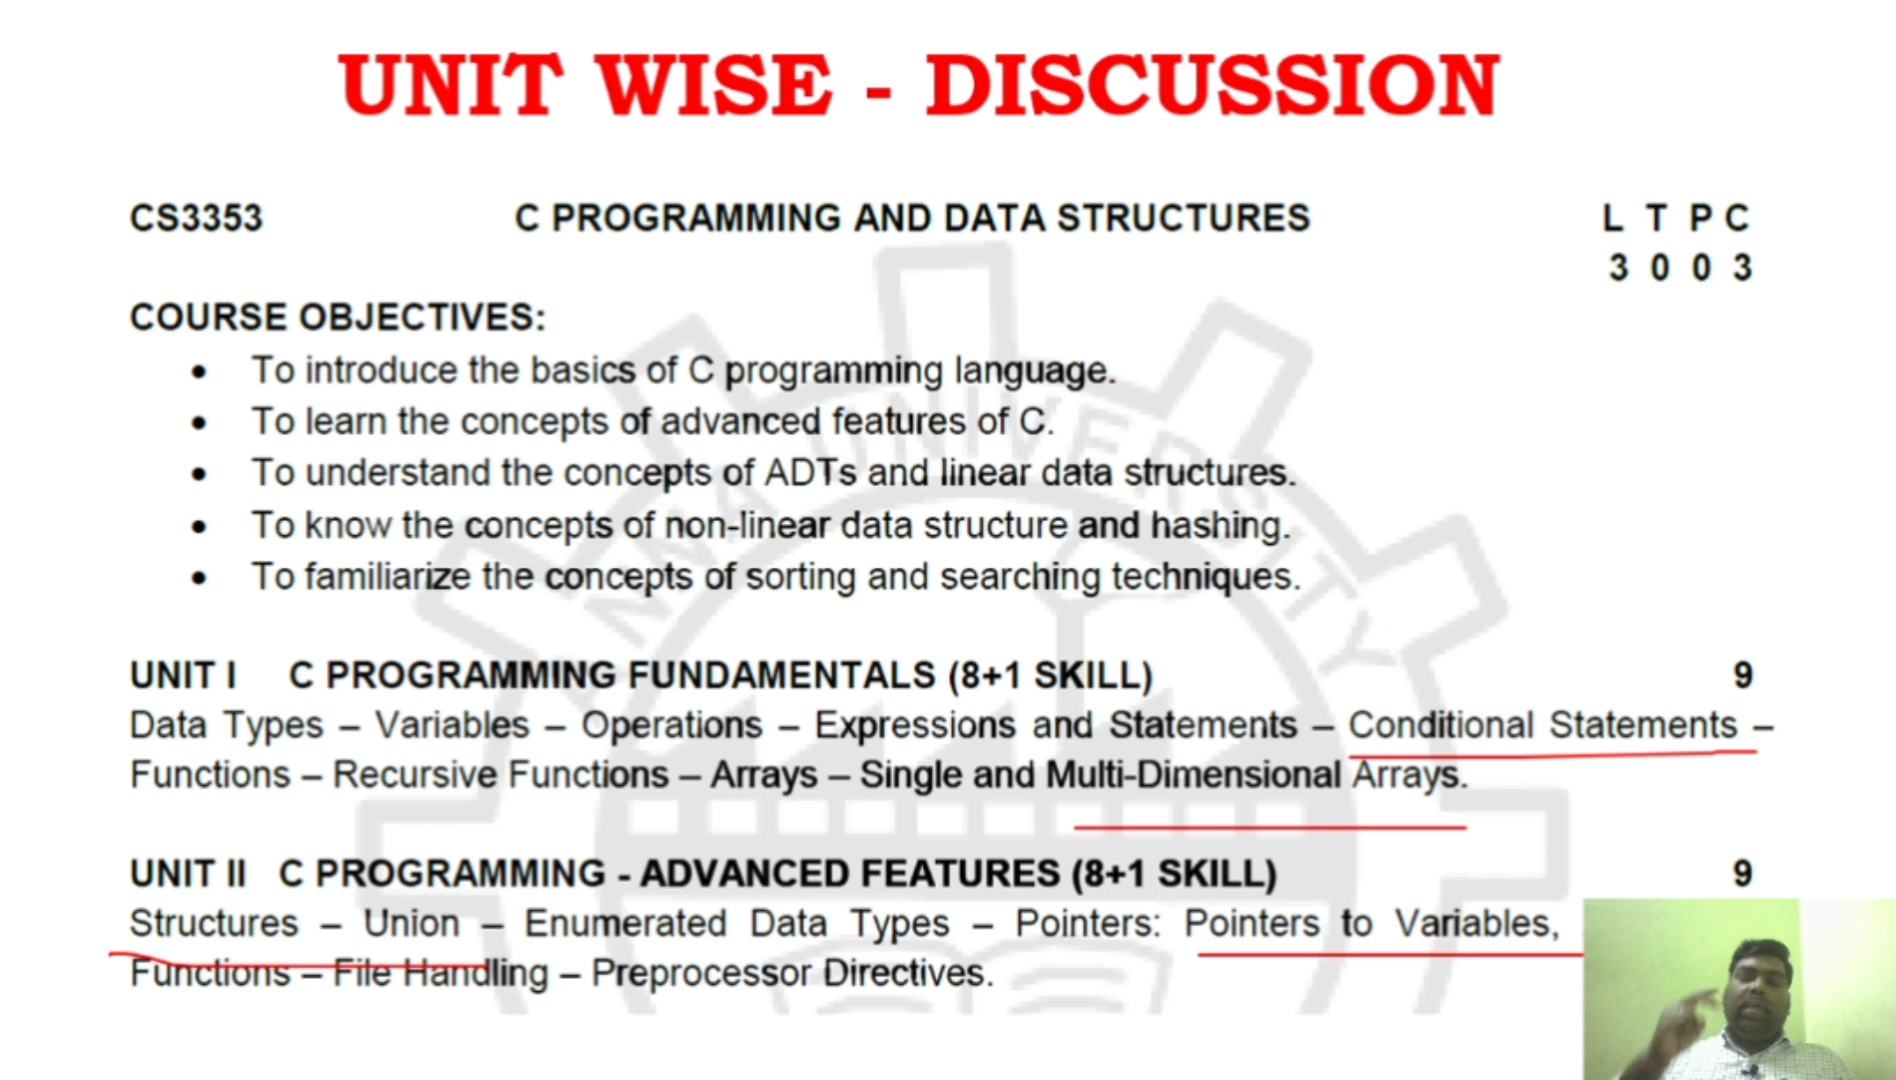 UNIT WISE - DISCUSSION
CS3353 C PROGRAMMING AND DATA STRUCTURES L T P C
3 0 0 3
COURSE OBJECTIVES:
• To introduce the basics of C programming language.
• To learn the concepts of advanced features of C.
• To understand the concepts of ADTs and linear data structures.
• To know the concepts of non-linear data structure and hashing.
• To familiarize the concepts of sorting and searching techniques.
UNIT I C PROGRAMMING FUNDAMENTALS (8+1 SKILL) 9
Data Types – Variables – Operations – Expressions and Statements – Conditional Statements –
Functions – Recursive Functions – Arrays – Single and Multi-Dimensional Arrays.
UNIT II C PROGRAMMING - ADVANCED FEATURES (8+1 SKILL) 9
Structures – Union – Enumerated Data Types – Pointers: Pointers to Variables,
Functions – File Handling – Preprocessor Directives.
ANNA UNIVERSITY